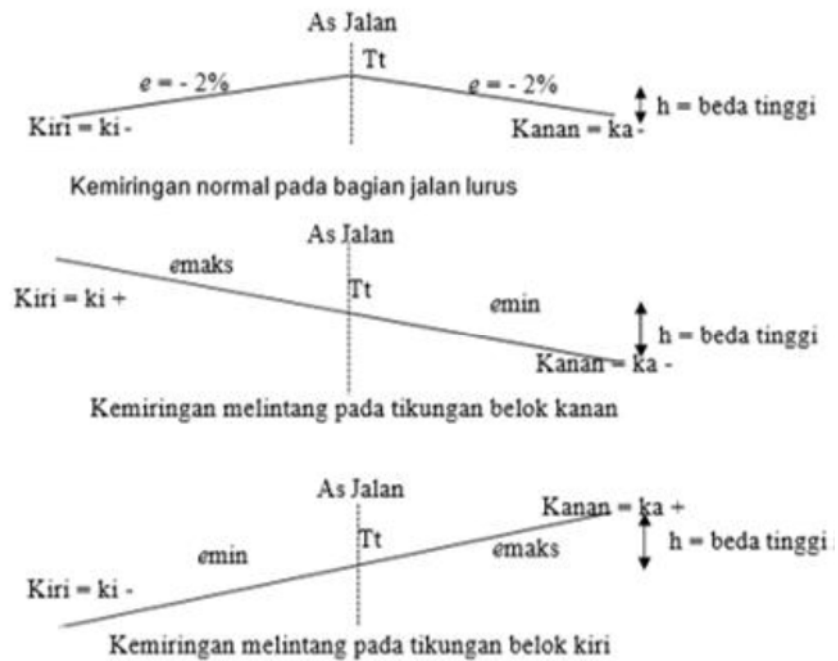 As Jalan
Tt
e = - 2%
e = - 2%
h = beda tinggi
Kiri = ki -
Kanan = ka -
Kemiringan normal pada bagian jalan lurus
As Jalan
emaks
Tt
Kiri = ki +
emin
h = beda tinggi
Kanan = ka -
Kemiringan melintang pada tikungan belok kanan
As Jalan
Kanan = ka +
Tt
emin
emaks
h = beda tinggi
Kiri = ki -
Kemiringan melintang pada tikungan belok kiri